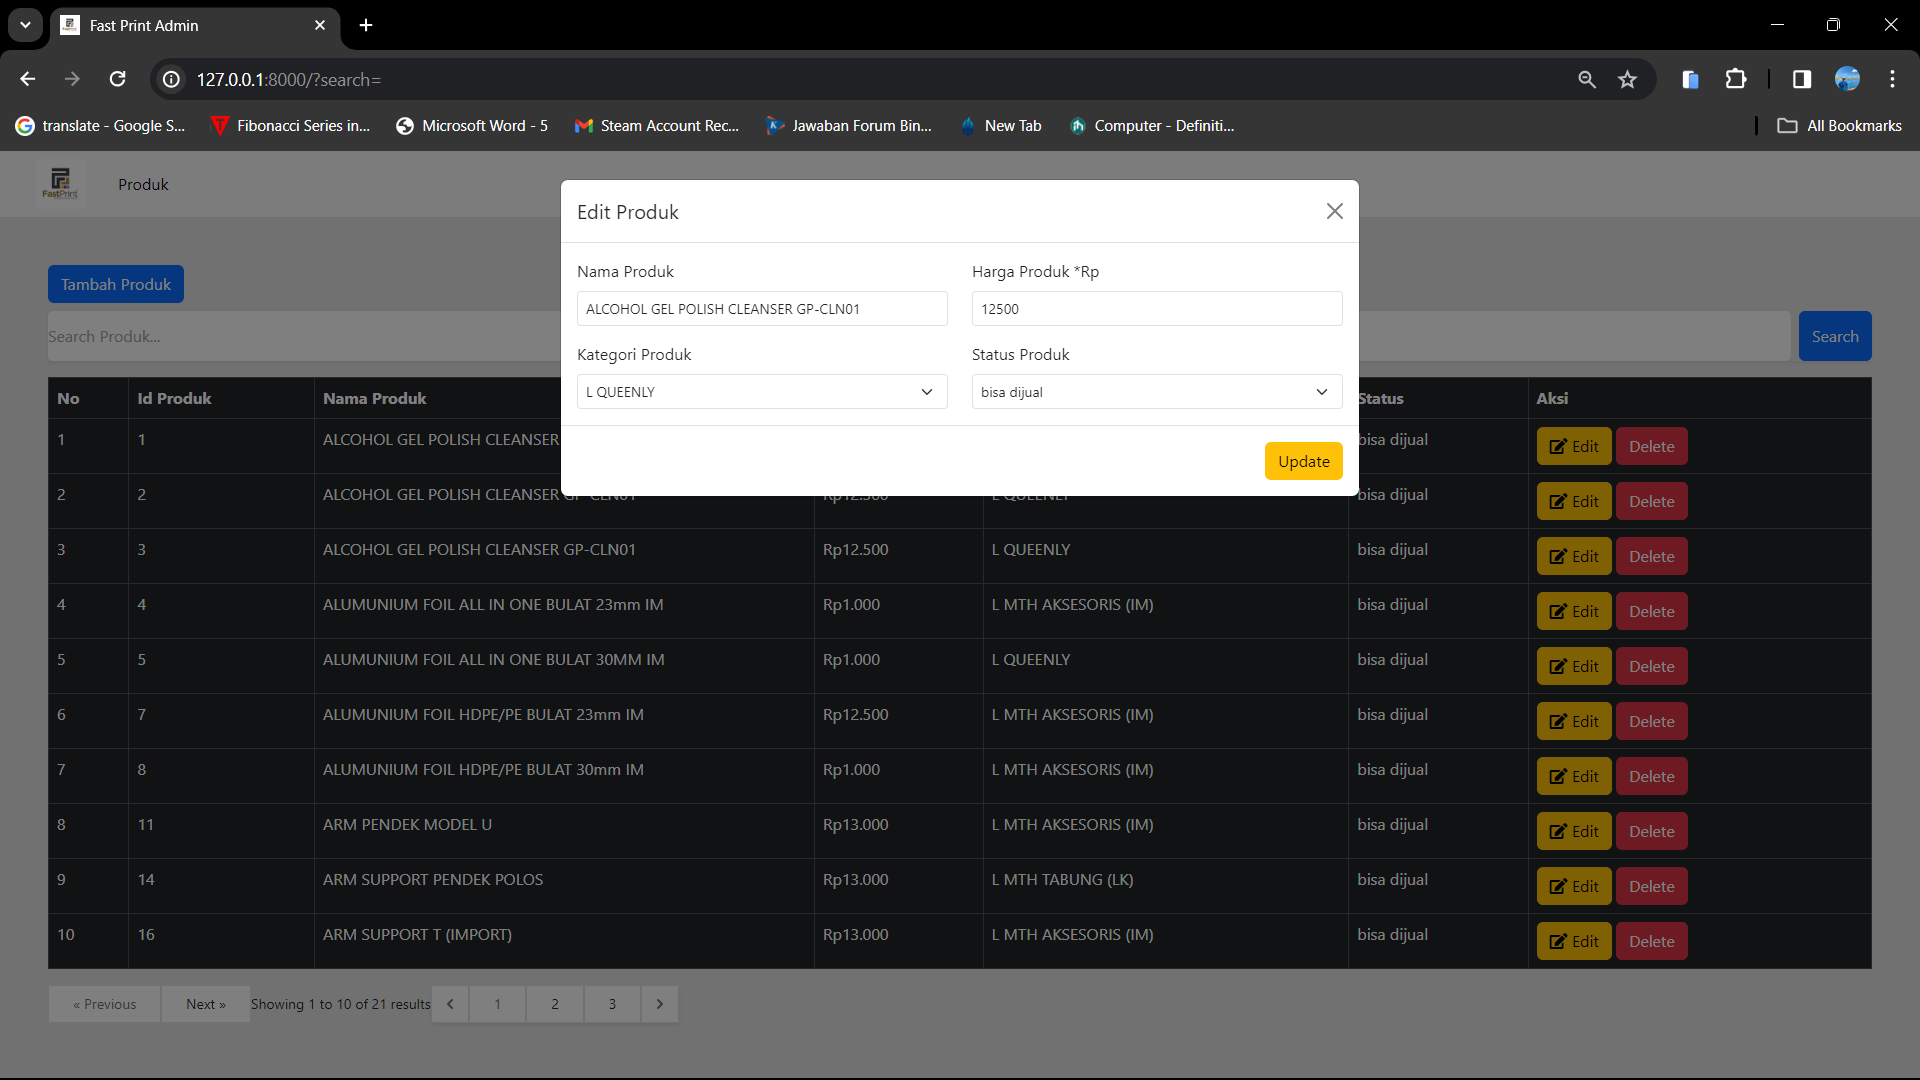 Fast Print Admin
127.0.0.1:8000/?search=
translate - Google S...
Fibonacci Series in...
Microsoft Word - 5
Steam Account Rec...
Jawaban Forum Bin...
New Tab
Computer - Definiti...
All Bookmarks
FastPrint
Produk
Edit Produk
Nama Produk
Harga Produk *Rp
ALCOHOL GEL POLISH CLEANSER GP-CLN01
12500
Kategori Produk
Status Produk
L QUEENLY
bisa dijual
Update
Tambah Produk
Search Produk...
Search
No Id Produk Nama Produk Status Aksi
1 1 ALCOHOL GEL POLISH CLEANSER bisa dijual Edit Delete
2 2 ALCOHOL GEL POLISH CLEANSER GP-CLN01 Rp12.500 L QUEENLY bisa dijual Edit Delete
3 3 ALCOHOL GEL POLISH CLEANSER GP-CLN01 Rp12.500 L QUEENLY bisa dijual Edit Delete
4 4 ALUMUNIUM FOIL ALL IN ONE BULAT 23mm IM Rp1.000 L MTH AKSESORIS (IM) bisa dijual Edit Delete
5 5 ALUMUNIUM FOIL ALL IN ONE BULAT 30MM IM Rp1.000 L QUEENLY bisa dijual Edit Delete
6 7 ALUMUNIUM FOIL HDPE/PE BULAT 23mm IM Rp12.500 L MTH AKSESORIS (IM) bisa dijual Edit Delete
7 8 ALUMUNIUM FOIL HDPE/PE BULAT 30mm IM Rp1.000 L MTH AKSESORIS (IM) bisa dijual Edit Delete
8 11 ARM PENDEK MODEL U Rp13.000 L MTH AKSESORIS (IM) bisa dijual Edit Delete
9 14 ARM SUPPORT PENDEK POLOS Rp13.000 L MTH TABUNG (LK) bisa dijual Edit Delete
10 16 ARM SUPPORT T (IMPORT) Rp13.000 L MTH AKSESORIS (IM) bisa dijual Edit Delete
« Previous Next » Showing 1 to 10 of 21 results 1 2 3